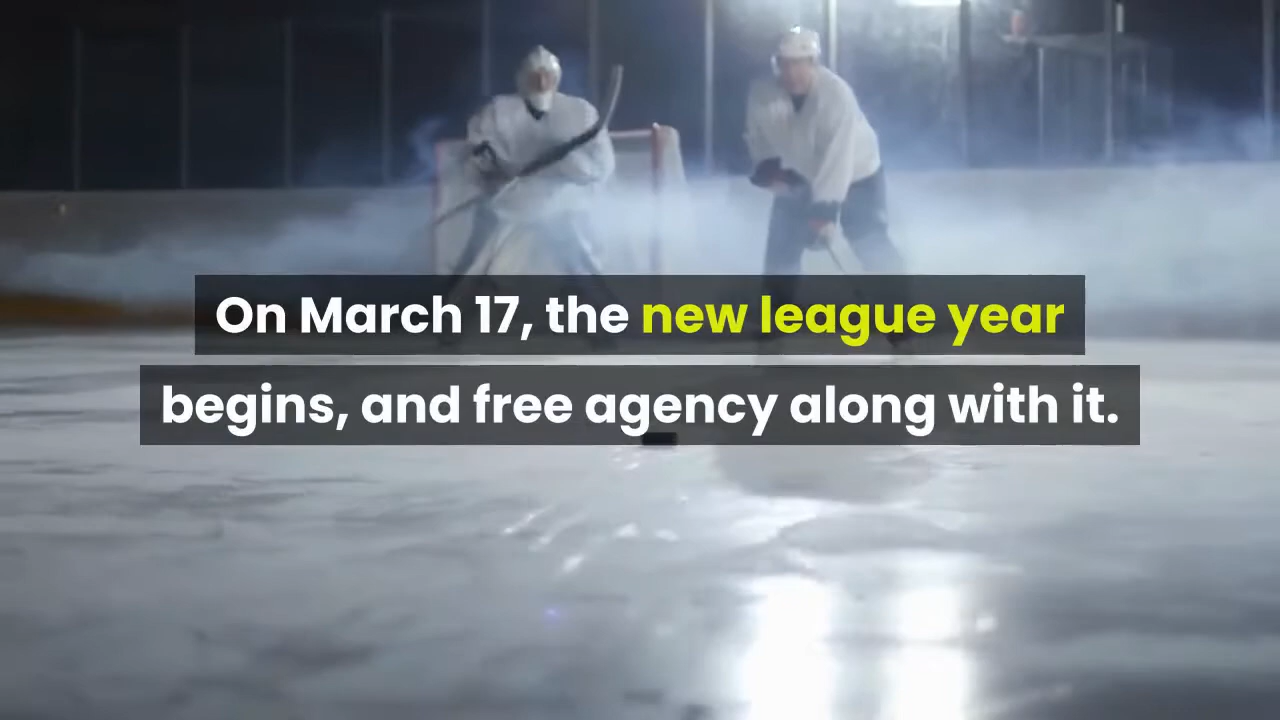 On March 17, the new league year
begins, and free agency along with it.